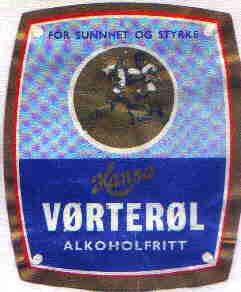 FOR SUNNHET OG STYRKE
Hansa
VØRTERØL
ALKOHOLFRITT